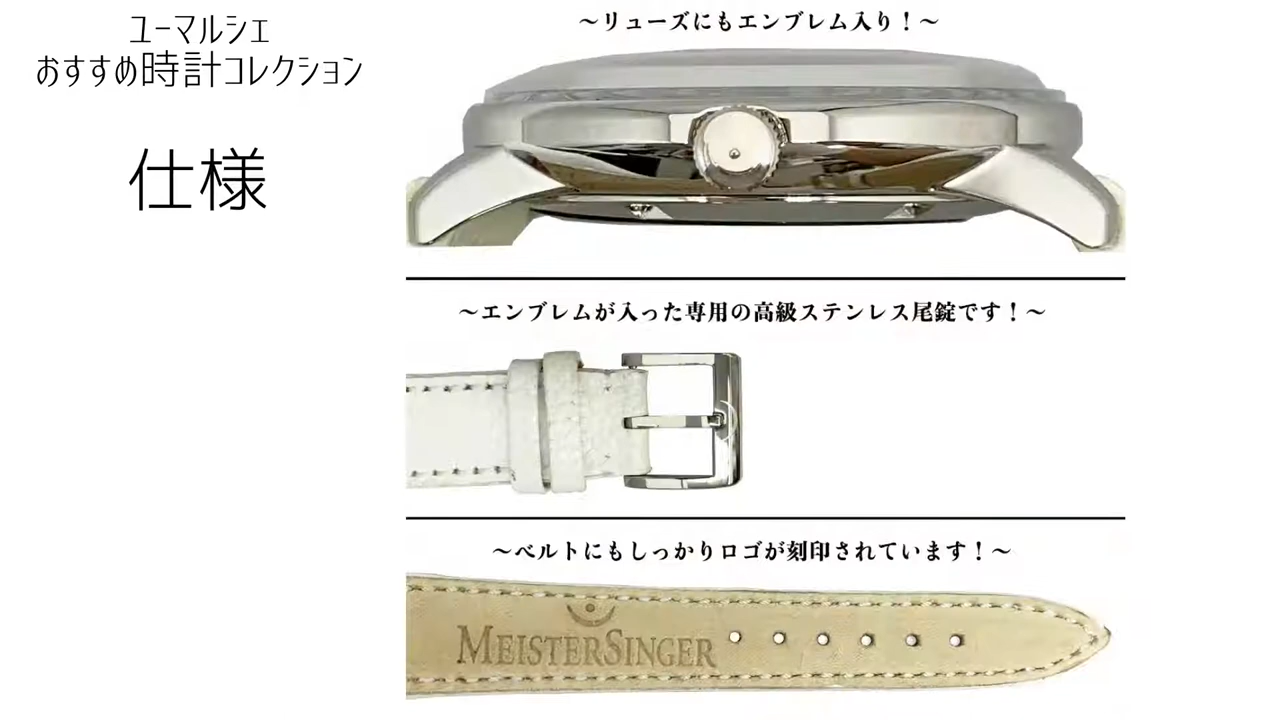 ユーマルシェ
おすすめ時計コレクション
仕様
～リューズにもエンブレム入り！～
～エンブレムが入った専用の高級ステンレス尾錠です！～
～ベルトにもしっかりロゴが刻印されています！～
MEISTERSINGER